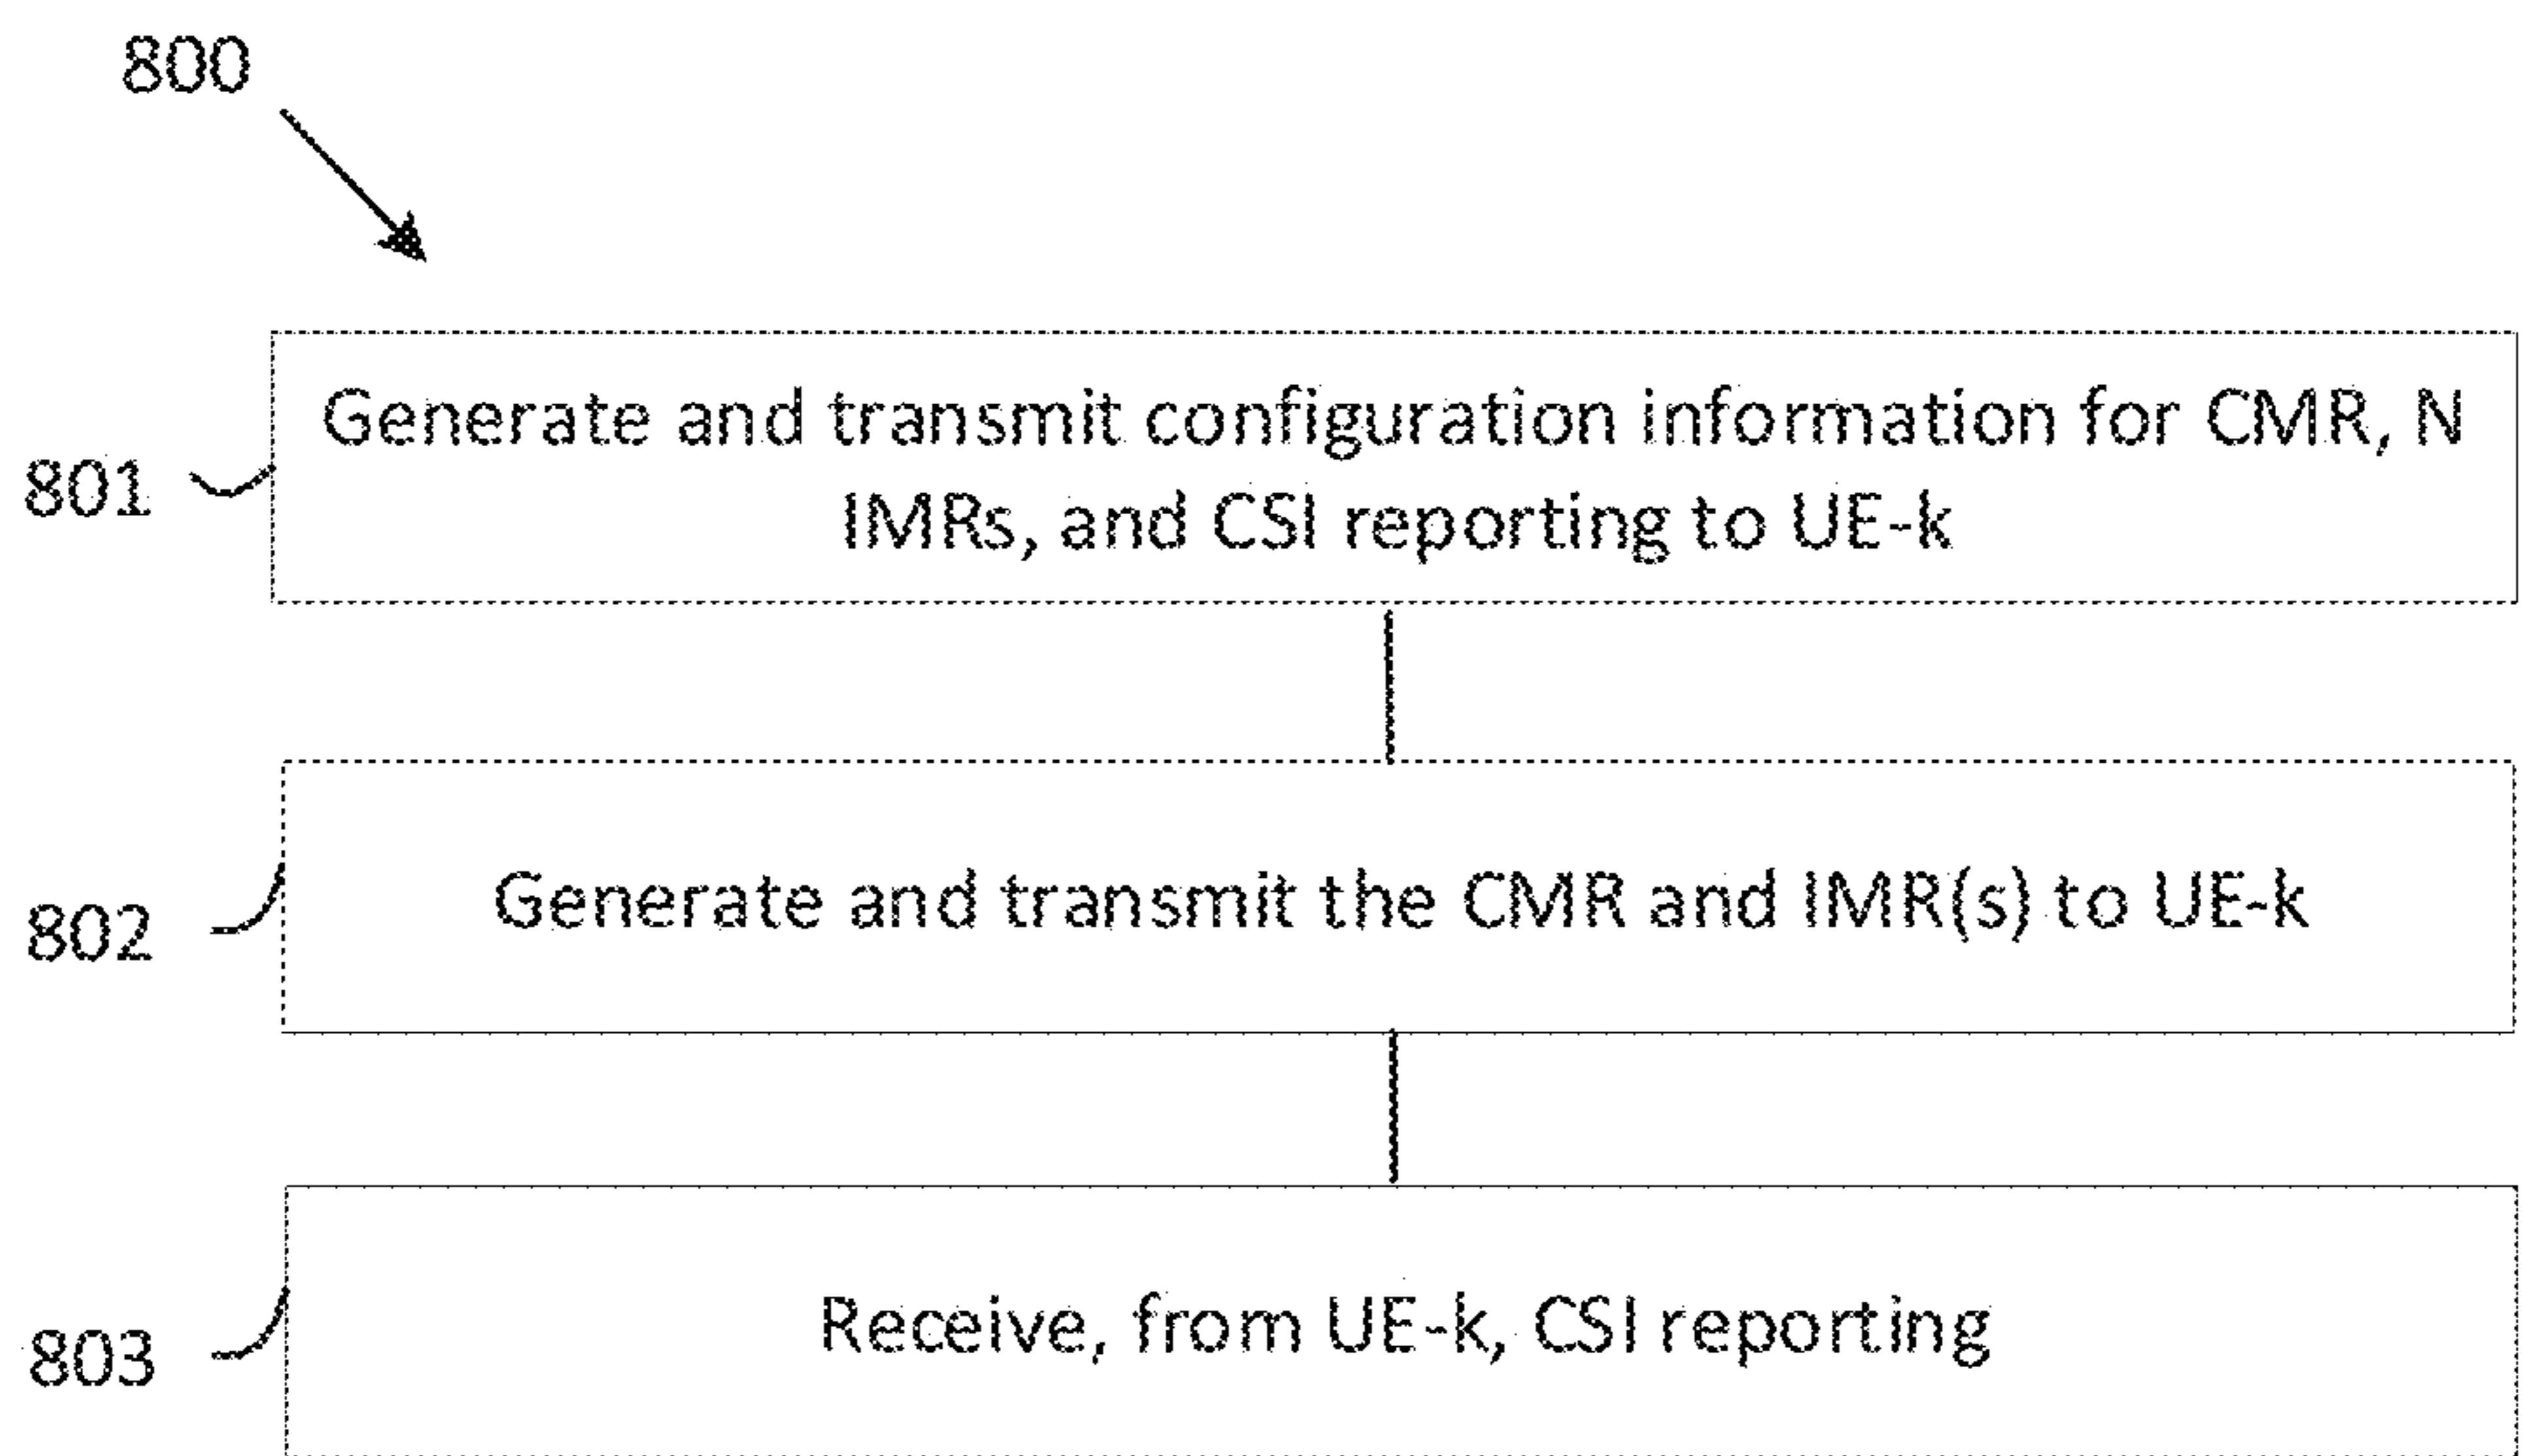 800
801
Generate and transmit configuration information for CMR, N
IMRs, and CSI reporting to UE-k
802
Generate and transmit the CMR and IMR(s) to UE-k
803
Receive, from UE-k, CSI reporting